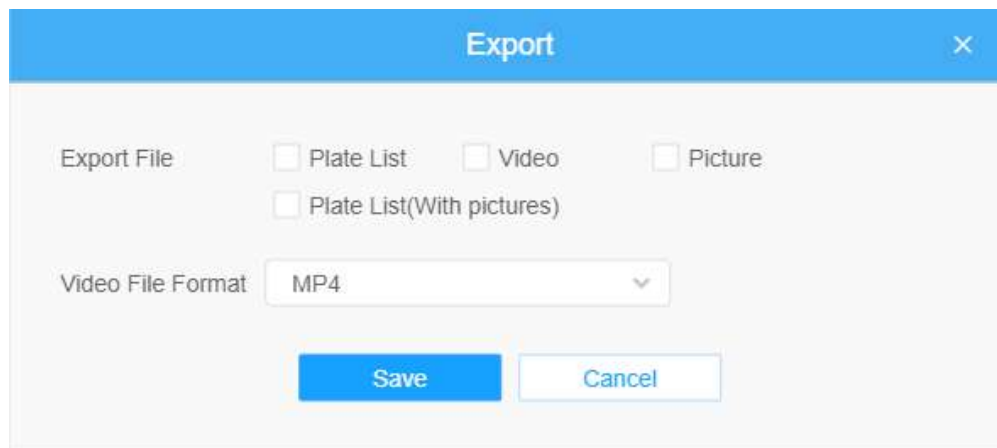 Export
Export File Plate List Video Picture
Plate List(With pictures)
Video File Format MP4
Save Cancel